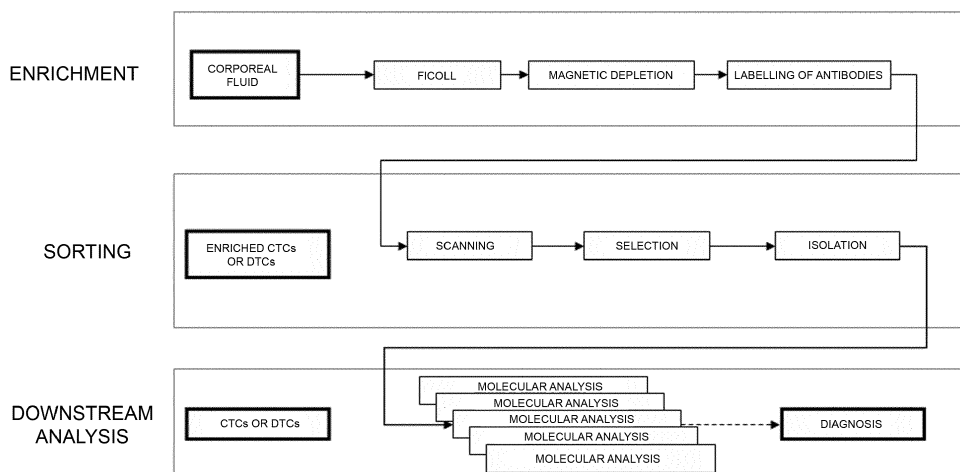 ENRICHMENT
CORPOREAL
FLUID
FICOLL
MAGNETIC DEPLETION
LABELLING OF ANTIBODIES
SORTING
ENRICHED CTCs
OR DTCs
SCANNING
SELECTION
ISOLATION
DOWNSTREAM
ANALYSIS
CTCs OR DTCs
MOLECULAR ANALYSIS
MOLECULAR ANALYSIS
MOLECULAR ANALYSIS
MOLECULAR ANALYSIS
MOLECULAR ANALYSIS
DIAGNOSIS